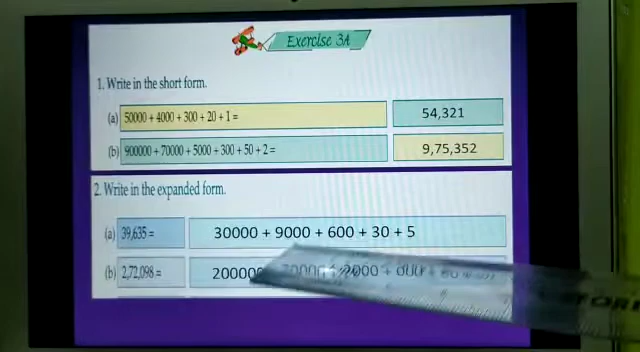 Exercise 3A
1. Write in the short form.
(a) 50000 + 4000 + 300 + 20 + 1 = 54,321
(b) 900000 + 70000 + 5000 + 300 + 50 + 2 = 9,75,352
2. Write in the expanded form.
(a) 39,635 = 30000 + 9000 + 600 + 30 + 5
(b) 2,72,098 = 200000